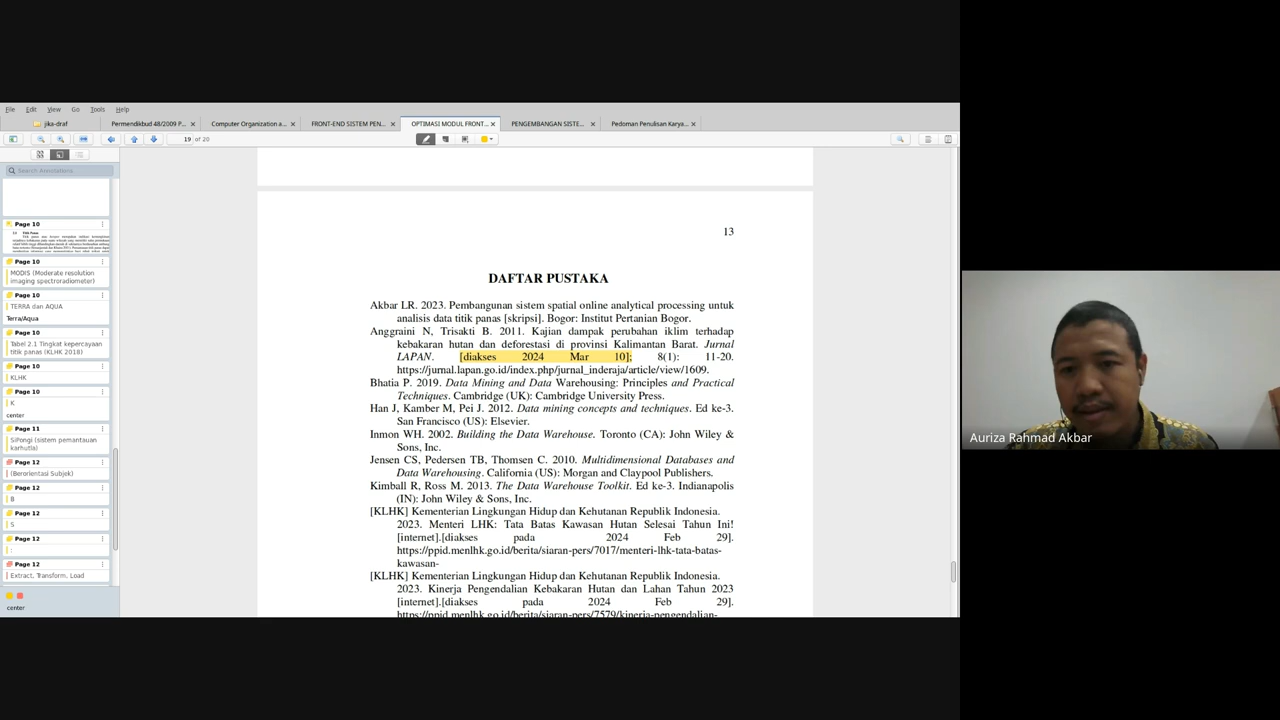 File Edit View Go Tools Help
jika-draf Permendikbud 48/2009 P... Computer Organization a... FRONT-END SISTEM PEN... OPTIMASI MODUL FRONT... PENGEMBANGAN SISTE... Pedoman Penulisan Karya...
19 of 20
Search Annotations
Page 10
Page 10
MODIS (Moderate resolution
imaging spectroradiometer)
Page 10
TERRA dan AQUA
Terra/Aqua
Page 10
Tabel 2.1 Tingkat kepercayaan
titik panas (KLHK 2018)
Page 10
KLHK
Page 10
K
center
Page 11
SiPongi (sistem pemantauan
karhutla)
Page 12
(Berorientasi Subjek)
Page 12
B
Page 12
S
Page 12
:
Page 12
Extract, Transform, Load
center
13
DAFTAR PUSTAKA
Akbar LR. 2023. Pembangunan sistem spatial online analytical processing untuk
analisis data titik panas [skripsi]. Bogor: Institut Pertanian Bogor.
Anggraini N, Trisakti B. 2011. Kajian dampak perubahan iklim terhadap
kebakaran hutan dan deforestasi di provinsi Kalimantan Barat. Jurnal
LAPAN. [diakses 2024 Mar 10]; 8(1): 11-20.
https://jurnal.lapan.go.id/index.php/jurnal_inderaja/article/view/1609.
Bhatia P. 2019. Data Mining and Data Warehousing: Principles and Practical
Techniques. Cambridge (UK): Cambridge University Press.
Han J, Kamber M, Pei J. 2012. Data mining concepts and techniques. Ed ke-3.
San Francisco (US): Elsevier.
Inmon WH. 2002. Building the Data Warehouse. Toronto (CA): John Wiley &
Sons, Inc.
Jensen CS, Pedersen TB, Thomsen C. 2010. Multidimensional Databases and
Data Warehousing. California (US): Morgan and Claypool Publishers.
Kimball R, Ross M. 2013. The Data Warehouse Toolkit. Ed ke-3. Indianapolis
(IN): John Wiley & Sons, Inc.
[KLHK] Kementerian Lingkungan Hidup dan Kehutanan Republik Indonesia.
2023. Menteri LHK: Tata Batas Kawasan Hutan Selesai Tahun Ini!
[internet].[diakses pada 2024 Feb 29].
https://ppid.menlhk.go.id/berita/siaran-pers/7017/menteri-lhk-tata-batas-
kawasan-
[KLHK] Kementerian Lingkungan Hidup dan Kehutanan Republik Indonesia.
2023. Kinerja Pengendalian Kebakaran Hutan dan Lahan Tahun 2023
[internet].[diakses pada 2024 Feb 29].
https://ppid.menlhk.go.id/berita/siaran-pers/7579/kinerja-pengendalian-
Auriza Rahmad Akbar